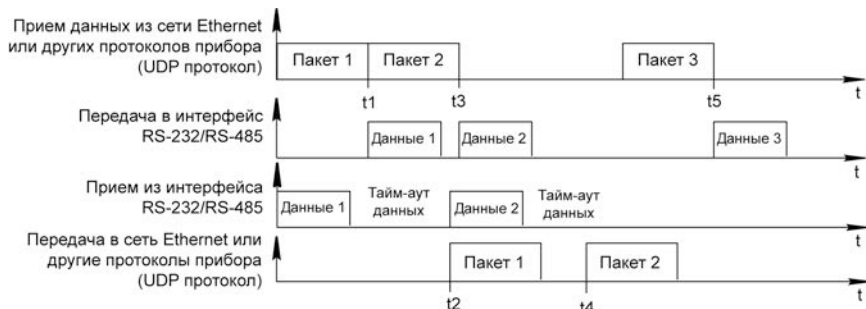 Прием данных из сети Ethernet
или других протоколов прибора
(UDP протокол)
Пакет 1
Пакет 2
Пакет 3
t1
t3
t5
t
Передача в интерфейс
RS-232/RS-485
Данные 1
Данные 2
Данные 3
t
Прием из интерфейса
RS-232/RS-485
Данные 1
Тайм-аут
данных
Данные 2
Тайм-аут
данных
t
Передача в сеть Ethernet или
другие протоколы прибора
(UDP протокол)
Пакет 1
Пакет 2
t2
t4
t